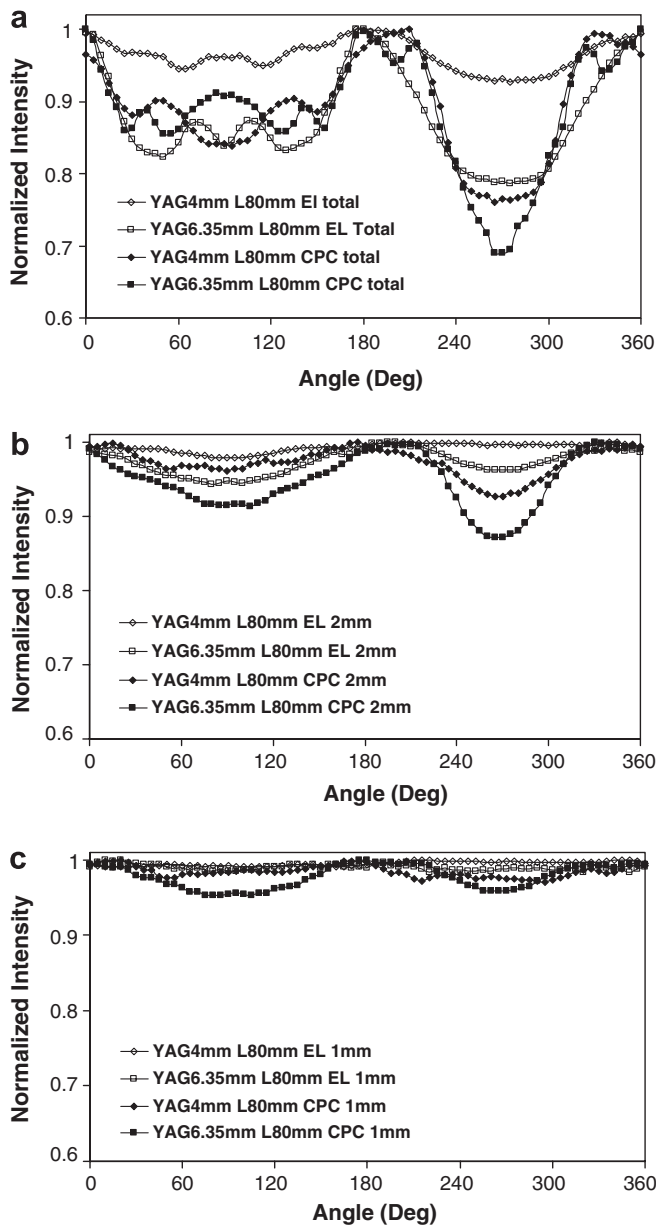 a
1
0.9
0.8
0.7
0.6
Normalized Intensity
YAG4mm L80mm El total
YAG6.35mm L80mm EL Total
YAG4mm L80mm CPC total
YAG6.35mm L80mm CPC total
0 60 120 180 240 300 360
Angle (Deg)
b
1
0.9
0.8
0.7
0.6
Normalized Intensity
YAG4mm L80mm EL 2mm
YAG6.35mm L80mm EL 2mm
YAG4mm L80mm CPC 2mm
YAG6.35mm L80mm CPC 2mm
0 60 120 180 240 300 360
Angle (Deg)
c
1
0.9
0.8
0.7
0.6
Normalized Intensity
YAG4mm L80mm EL 1mm
YAG6.35mm L80mm EL 1mm
YAG4mm L80mm CPC 1mm
YAG6.35mm L80mm CPC 1mm
0 60 120 180 240 300 360
Angle (Deg)